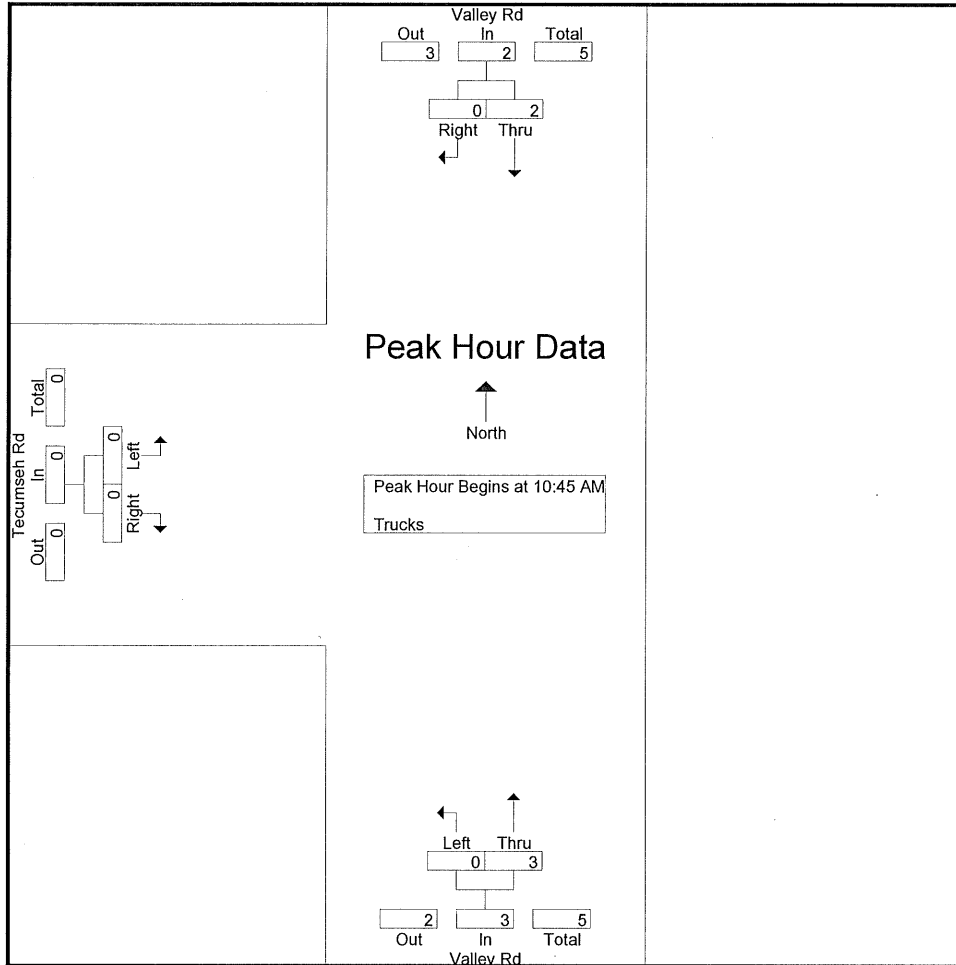 Valley Rd
Out In Total
3 2 5
0 2
Right Thru
Peak Hour Data
North
Peak Hour Begins at 10:45 AM
Trucks
Tecumseh Rd
Out In Total
0 0 0
Right Left
0 0
Left Thru
0 3
2 3 5
Out In Total
Valley Rd